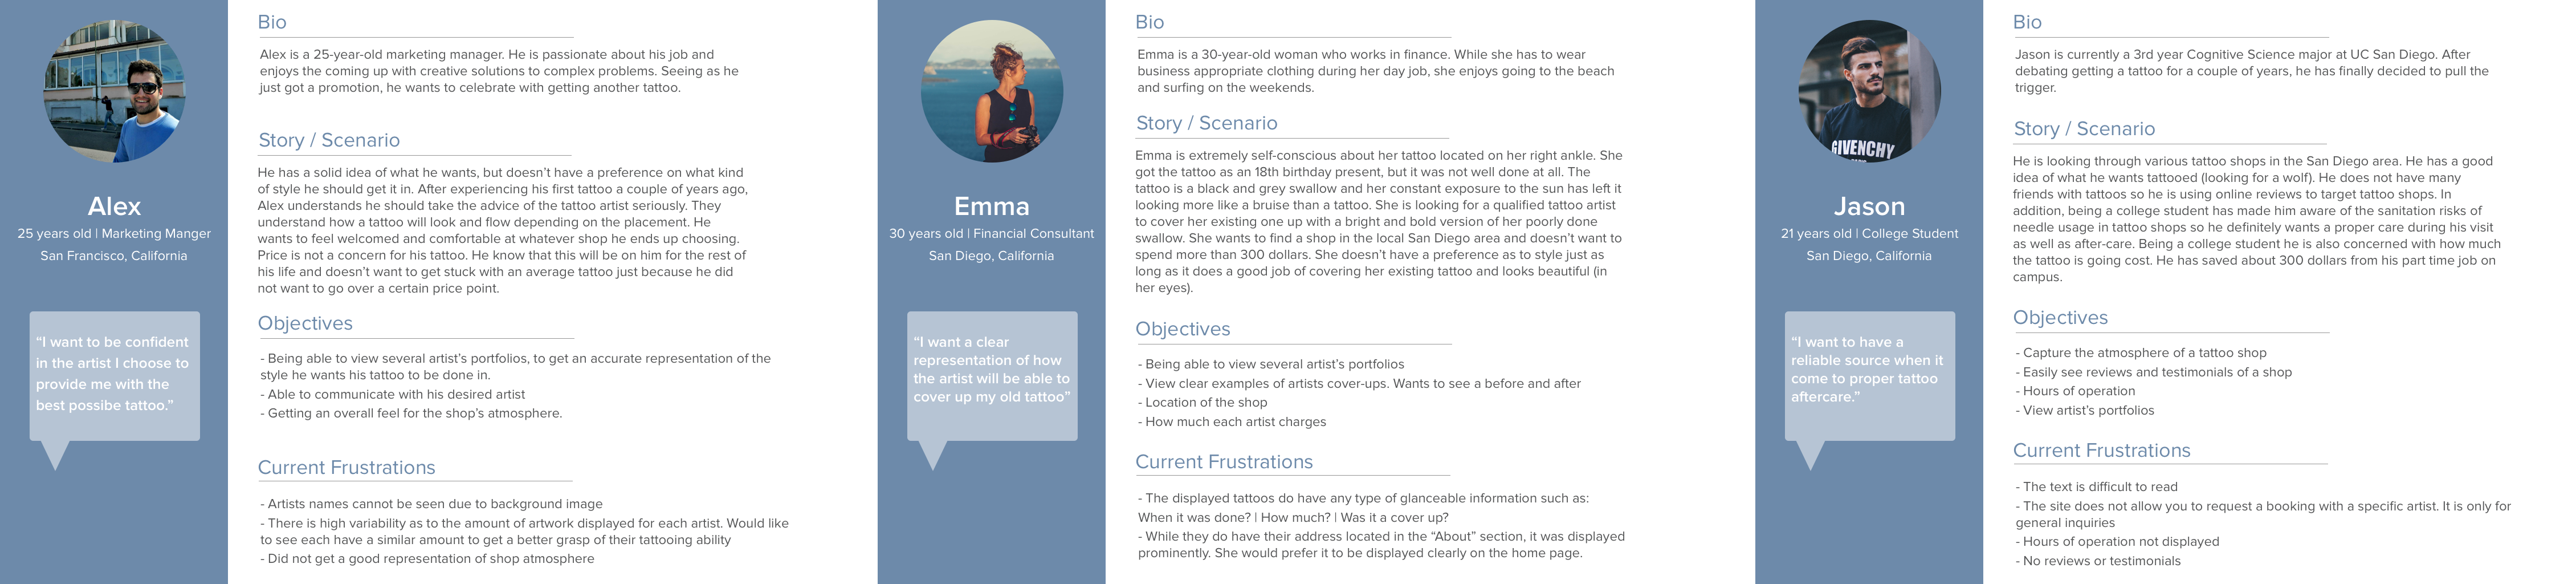 Alex
25 years old | Marketing Manger
San Francisco, California
“I want to be confident
in the artist I choose to
provide me with the
best possibe tattoo.”
Bio
Alex is a 25-year-old marketing manager. He is passionate about his job and
enjoys the coming up with creative solutions to complex problems. Seeing as he
just got a promotion, he wants to celebrate with getting another tattoo.
Story / Scenario
He has a solid idea of what he wants, but doesn’t have a preference on what kind
of style he should get it in. After experiencing his first tattoo a couple of years ago,
Alex understands he should take the advice of the tattoo artist seriously. They
understand how a tattoo will look and flow depending on the placement. He
wants to feel welcomed and comfortable at whatever shop he ends up choosing.
Price is not a concern for his tattoo. He know that this will be on him for the rest of
his life and doesn’t want to get stuck with an average tattoo just because he did
not want to go over a certain price point.
Objectives
- Being able to view several artist’s portfolios, to get an accurate representation of the
style he wants his tattoo to be done in.
- Able to communicate with his desired artist
- Getting an overall feel for the shop’s atmosphere.
Current Frustrations
- Artists names cannot be seen due to background image
- There is high variability as to the amount of artwork displayed for each artist. Would like
to see each have a similar amount to get a better grasp of their tattooing ability
- Did not get a good representation of shop atmosphere
Emma
30 years old | Financial Consultant
San Diego, California
“I want a clear
representation of how
the artist will be able to
cover up my old tattoo”
Bio
Emma is a 30-year-old woman who works in finance. While she has to wear
business appropriate clothing during her day job, she enjoys going to the beach
and surfing on the weekends.
Story / Scenario
Emma is extremely self-conscious about her tattoo located on her right ankle. She
got the tattoo as an 18th birthday present, but it was not well done at all. The
tattoo is a black and grey swallow and her constant exposure to the sun has left it
looking more like a bruise than a tattoo. She is looking for a qualified tattoo artist
to cover her existing one up with a bright and bold version of her poorly done
swallow. She wants to find a shop in the local San Diego area and doesn’t want to
spend more than 300 dollars. She doesn’t have a preference as to style just as
long as it does a good job of covering her existing tattoo and looks beautiful (in
her eyes).
Objectives
- Being able to view several artist’s portfolios
- View clear examples of artists cover-ups. Wants to see a before and after
- Location of the shop
- How much each artist charges
Current Frustrations
- The displayed tattoos do have any type of glanceable information such as:
When it was done? | How much? | Was it a cover up?
- While they do have their address located in the “About” section, it was displayed
prominently. She would prefer it to be displayed clearly on the home page.
GIVENCHY
Jason
21 years old | College Student
San Diego, California
“I want to have a
reliable source when it
come to proper tattoo
aftercare.”
Bio
Jason is currently a 3rd year Cognitive Science major at UC San Diego. After
debating getting a tattoo for a couple of years, he has finally decided to pull the
trigger.
Story / Scenario
He is looking through various tattoo shops in the San Diego area. He has a good
idea of what he wants tattooed (looking for a wolf). He does not have many
friends with tattoos so he is using online reviews to target tattoo shops. In
addition, being a college student has made him aware of the sanitation risks of
needle usage in tattoo shops so he definitely wants a proper care during his visit
as well as after-care. Being a college student he is also concerned with how much
the tattoo is going cost. He has saved about 300 dollars from his part time job on
campus.
Objectives
- Capture the atmosphere of a tattoo shop
- Easily see reviews and testimonials of a shop
- Hours of operation
- View artist’s portfolios
Current Frustrations
- The text is difficult to read
- The site does not allow you to request a booking with a specific artist. It is only for
general inquiries
- Hours of operation not displayed
- No reviews or testimonials